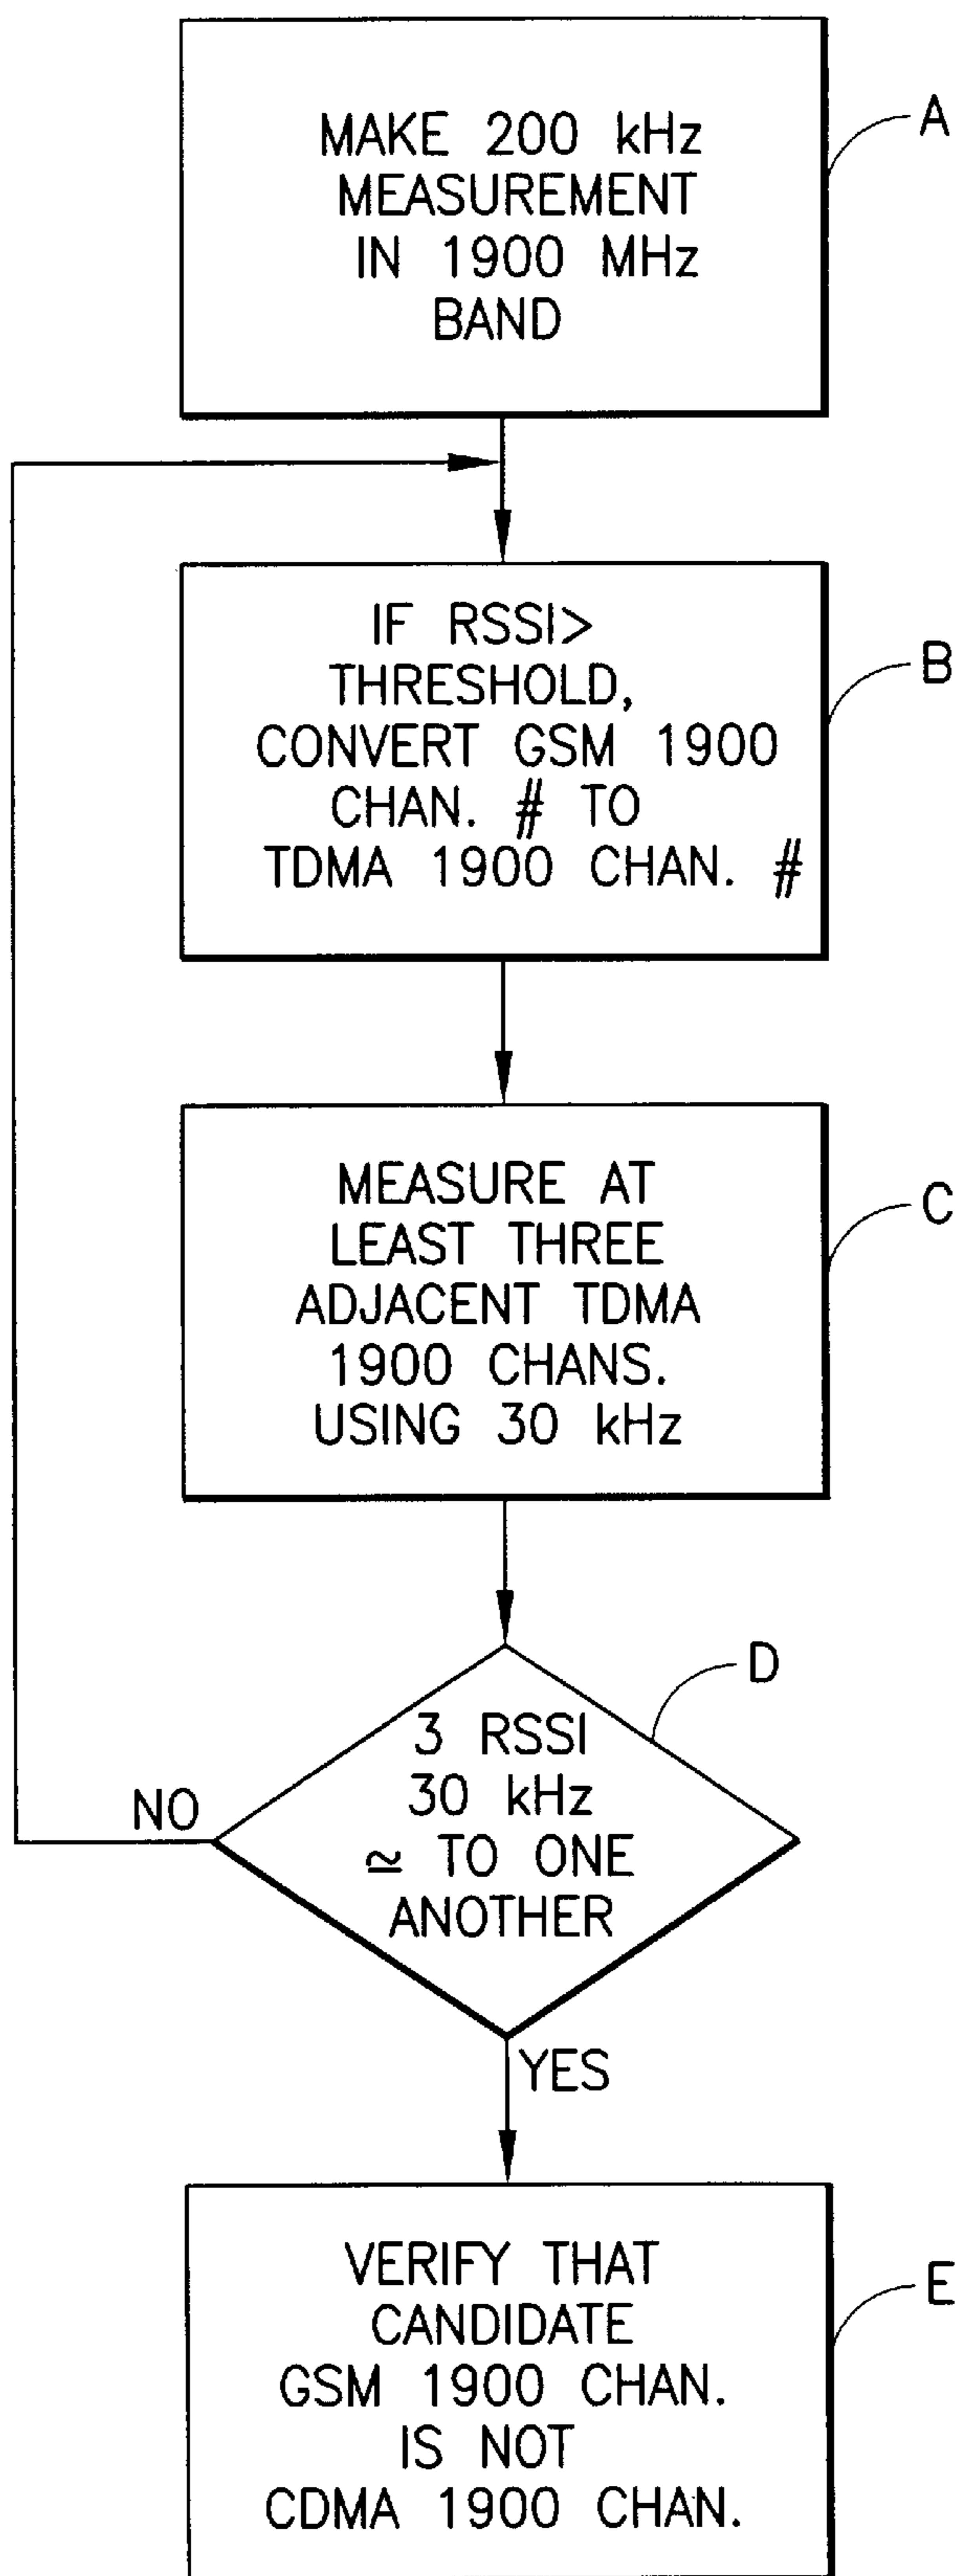 MAKE 200 kHz
MEASUREMENT
IN 1900 MHz
BAND
A
IF RSSI>
THRESHOLD,
CONVERT GSM 1900
CHAN. # TO
TDMA 1900 CHAN. #
B
MEASURE AT
LEAST THREE
ADJACENT TDMA
1900 CHANS.
USING 30 kHz
C
3 RSSI
30 kHz
≃ TO ONE
ANOTHER
D
NO
YES
VERIFY THAT
CANDIDATE
GSM 1900 CHAN.
IS NOT
CDMA 1900 CHAN.
E